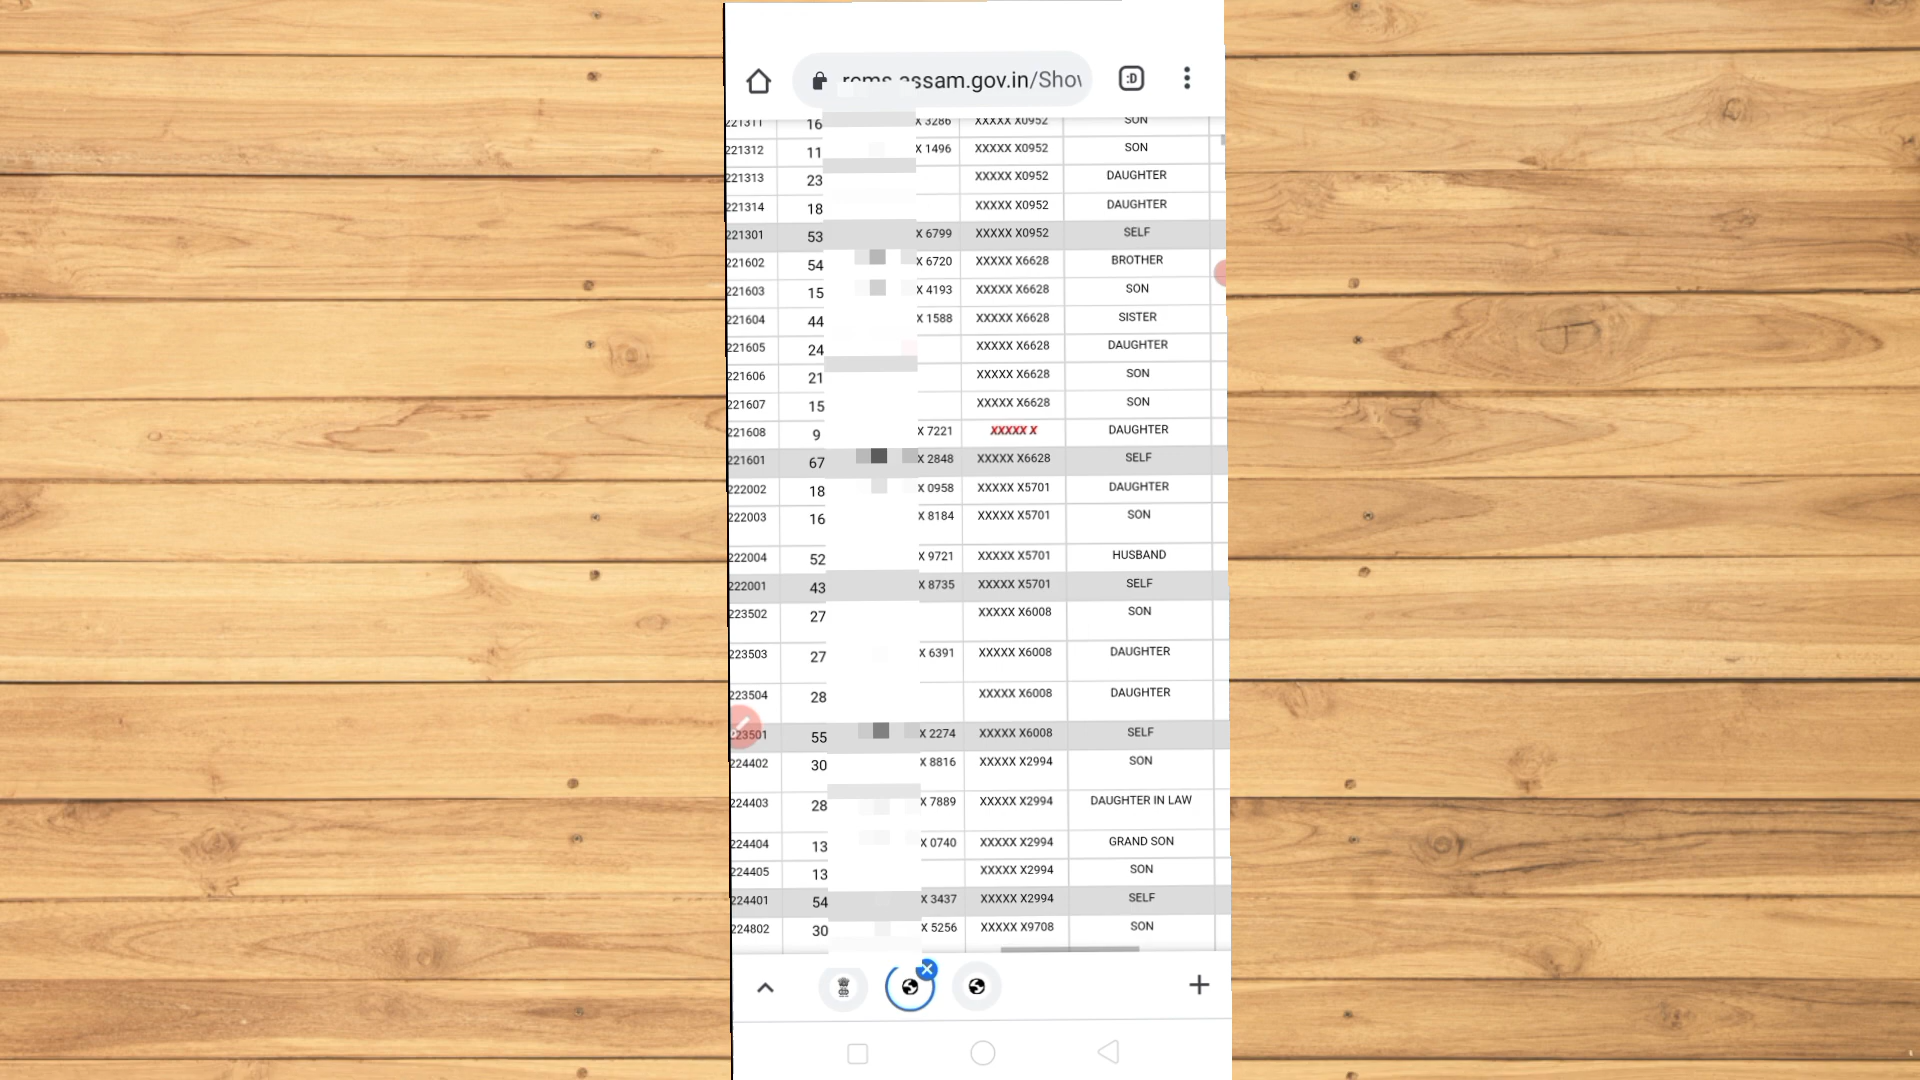 rcms.assam.gov.in/Show
:D
221311 16 X 3286 XXXXX X0952 SON
221312 11 X 1496 XXXXX X0952 SON
221313 23 XXXXX X0952 DAUGHTER
221314 18 XXXXX X0952 DAUGHTER
221301 53 X 6799 XXXXX X0952 SELF
221602 54 X 6720 XXXXX X6628 BROTHER
221603 15 X 4193 XXXXX X6628 SON
221604 44 X 1588 XXXXX X6628 SISTER
221605 24 XXXXX X6628 DAUGHTER
221606 21 XXXXX X6628 SON
221607 15 XXXXX X6628 SON
221608 9 X 7221 XXXXX X DAUGHTER
221601 67 X 2848 XXXXX X6628 SELF
222002 18 X 0958 XXXXX X5701 DAUGHTER
222003 16 X 8184 XXXXX X5701 SON
222004 52 X 9721 XXXXX X5701 HUSBAND
222001 43 X 8735 XXXXX X5701 SELF
223502 27 XXXXX X6008 SON
223503 27 X 6391 XXXXX X6008 DAUGHTER
223504 28 XXXXX X6008 DAUGHTER
223501 55 X 2274 XXXXX X6008 SELF
224402 30 X 8816 XXXXX X2994 SON
224403 28 X 7889 XXXXX X2994 DAUGHTER IN LAW
224404 13 X 0740 XXXXX X2994 GRAND SON
224405 13 XXXXX X2994 SON
224401 54 X 3437 XXXXX X2994 SELF
224802 30 X 5256 XXXXX X9708 SON